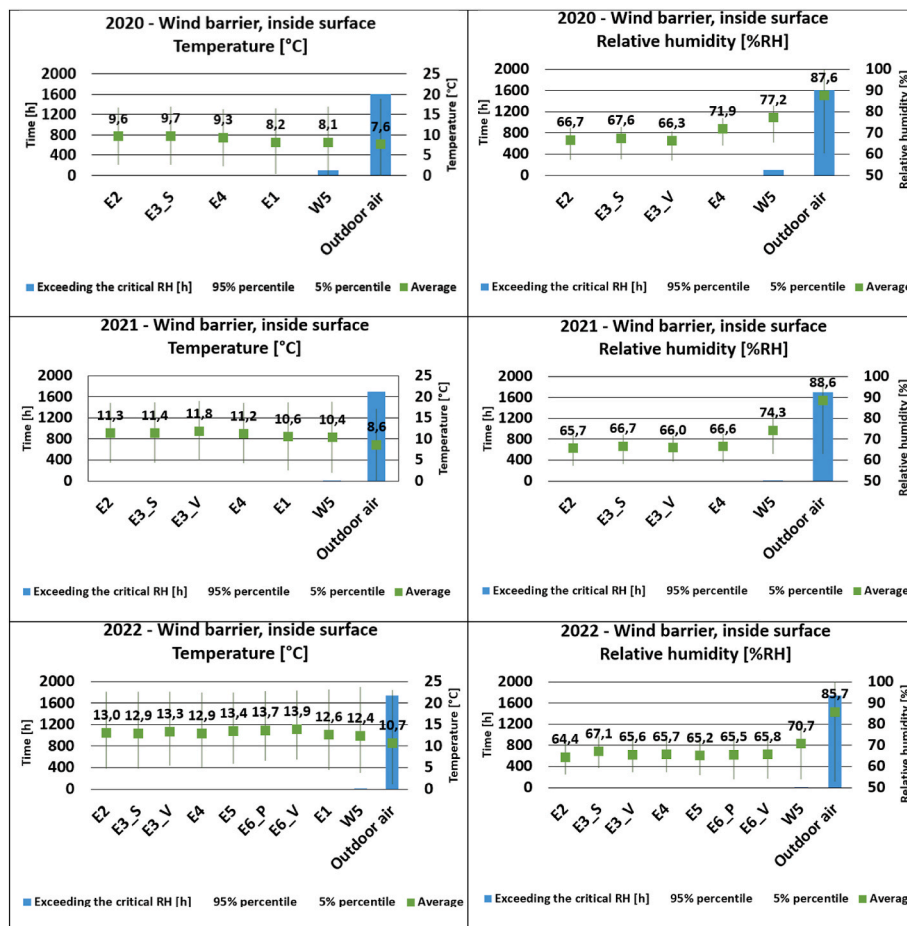 2020 - Wind barrier, inside surface
Temperature [°C]
Time [h]
2000
1600
1200
800
400
0
25
20
15
10
5
0
Temperature [°C]
9,6
9,7
9,3
8,2
8,1
7,6
E2
E3_S
E4
E1
W5
Outdoor air
Exceeding the critical RH [h] 95% percentile 5% percentile Average
2020 - Wind barrier, inside surface
Relative humidity [%RH]
Time [h]
2000
1600
1200
800
400
0
100
90
80
70
60
50
Relative humidity [%]
66,7
67,6
66,3
71,9
77,2
87,6
E2
E3_S
E3_V
E4
W5
Outdoor air
Exceeding the critical RH [h] 95% percentile 5% percentile Average
2021 - Wind barrier, inside surface
Temperature [°C]
Time [h]
2000
1600
1200
800
400
0
25
20
15
10
5
0
Temperature [°C]
11,3
11,4
11,8
11,2
10,6
10,4
8,6
E2
E3_S
E3_V
E4
E1
W5
Outdoor air
Exceeding the critical RH [h] 95% percentile 5% percentile Average
2021 - Wind barrier, inside surface
Relative humidity [%RH]
Time [h]
2000
1600
1200
800
400
0
100
90
80
70
60
50
Relative humidity [%]
65,7
66,7
66,0
66,6
74,3
88,6
E2
E3_S
E3_V
E4
W5
Outdoor air
Exceeding the critical RH [h] 95% percentile 5% percentile Average
2022 - Wind barrier, inside surface
Temperature [°C]
Time [h]
2000
1600
1200
800
400
0
25
20
15
10
5
0
Temperature [°C]
13,0
12,9
13,3
12,9
13,4
13,7
13,9
12,6
12,4
10,7
E2
E3_S
E3_V
E4
E5
E6_P
E6_V
E1
W5
Outdoor air
Exceeding the critical RH [h] 95% percentile 5% percentile Average
2022 - Wind barrier, inside surface
Relative humidity [%RH]
Time [h]
2000
1600
1200
800
400
0
100
90
80
70
60
50
Relative humidity [%]
64,4
67,1
65,6
65,7
65,2
65,5
65,8
70,7
85,7
E2
E3_S
E3_V
E4
E5
E6_P
E6_V
W5
Outdoor air
Exceeding the critical RH [h] 95% percentile 5% percentile Average